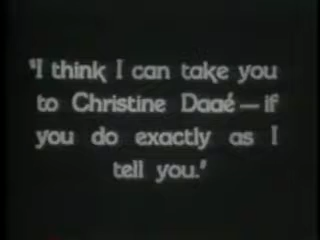 "I think I can take you
to Christine Daaé — if
you do exactly as I
tell you."